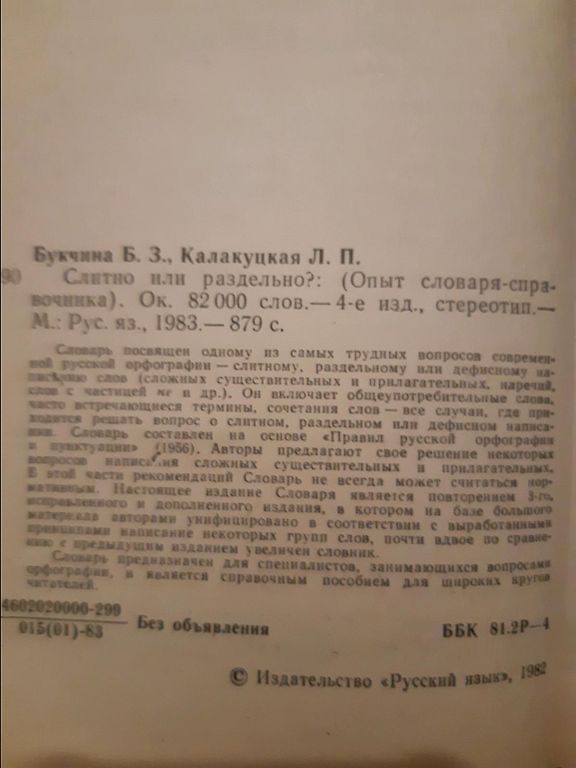 Букчина Б. З., Калакуцкая Л. П.
90 Слитно или раздельно?: (Опыт словаря-спра-
вочника). Ок. 82 000 слов.— 4-е изд., стереотип.—
М.: Рус. яз., 1983.— 879 с.
Словарь посвящен одному из самых трудных вопросов современ-
ной русской орфографии — слитному, раздельному или дефисному на-
писанию слов (сложных существительных и прилагательных, наречий,
слов с частицей не и др.). Он включает общеупотребительные слова,
часто встречающиеся термины, сочетания слов — все случаи, где при-
ходится решать вопрос о слитном, раздельном или дефисном написа-
нии. Словарь составлен на основе «Правил русской орфографии
и пунктуации» (1956). Авторы предлагают свое решение некоторых
вопросов написания сложных существительных и прилагательных.
В этой части рекомендаций Словарь не всегда может считаться нор-
мативным. Настоящее издание Словаря является повторением 3-го,
исправленного и дополненного издания, в котором на базе большого
материала авторами унифицировано в соответствии с выработанными
принципами написание некоторых групп слов, почти вдвое по сравне-
нию с предыдущим изданием увеличен словник.
Словарь предназначен для специалистов, занимающихся вопросами
орфографии, и является справочным пособием для широких кругов
читателей.
4602020000-299
015(01)-83 Без объявления ББК 81.2Р—4
© Издательство «Русский язык», 1982